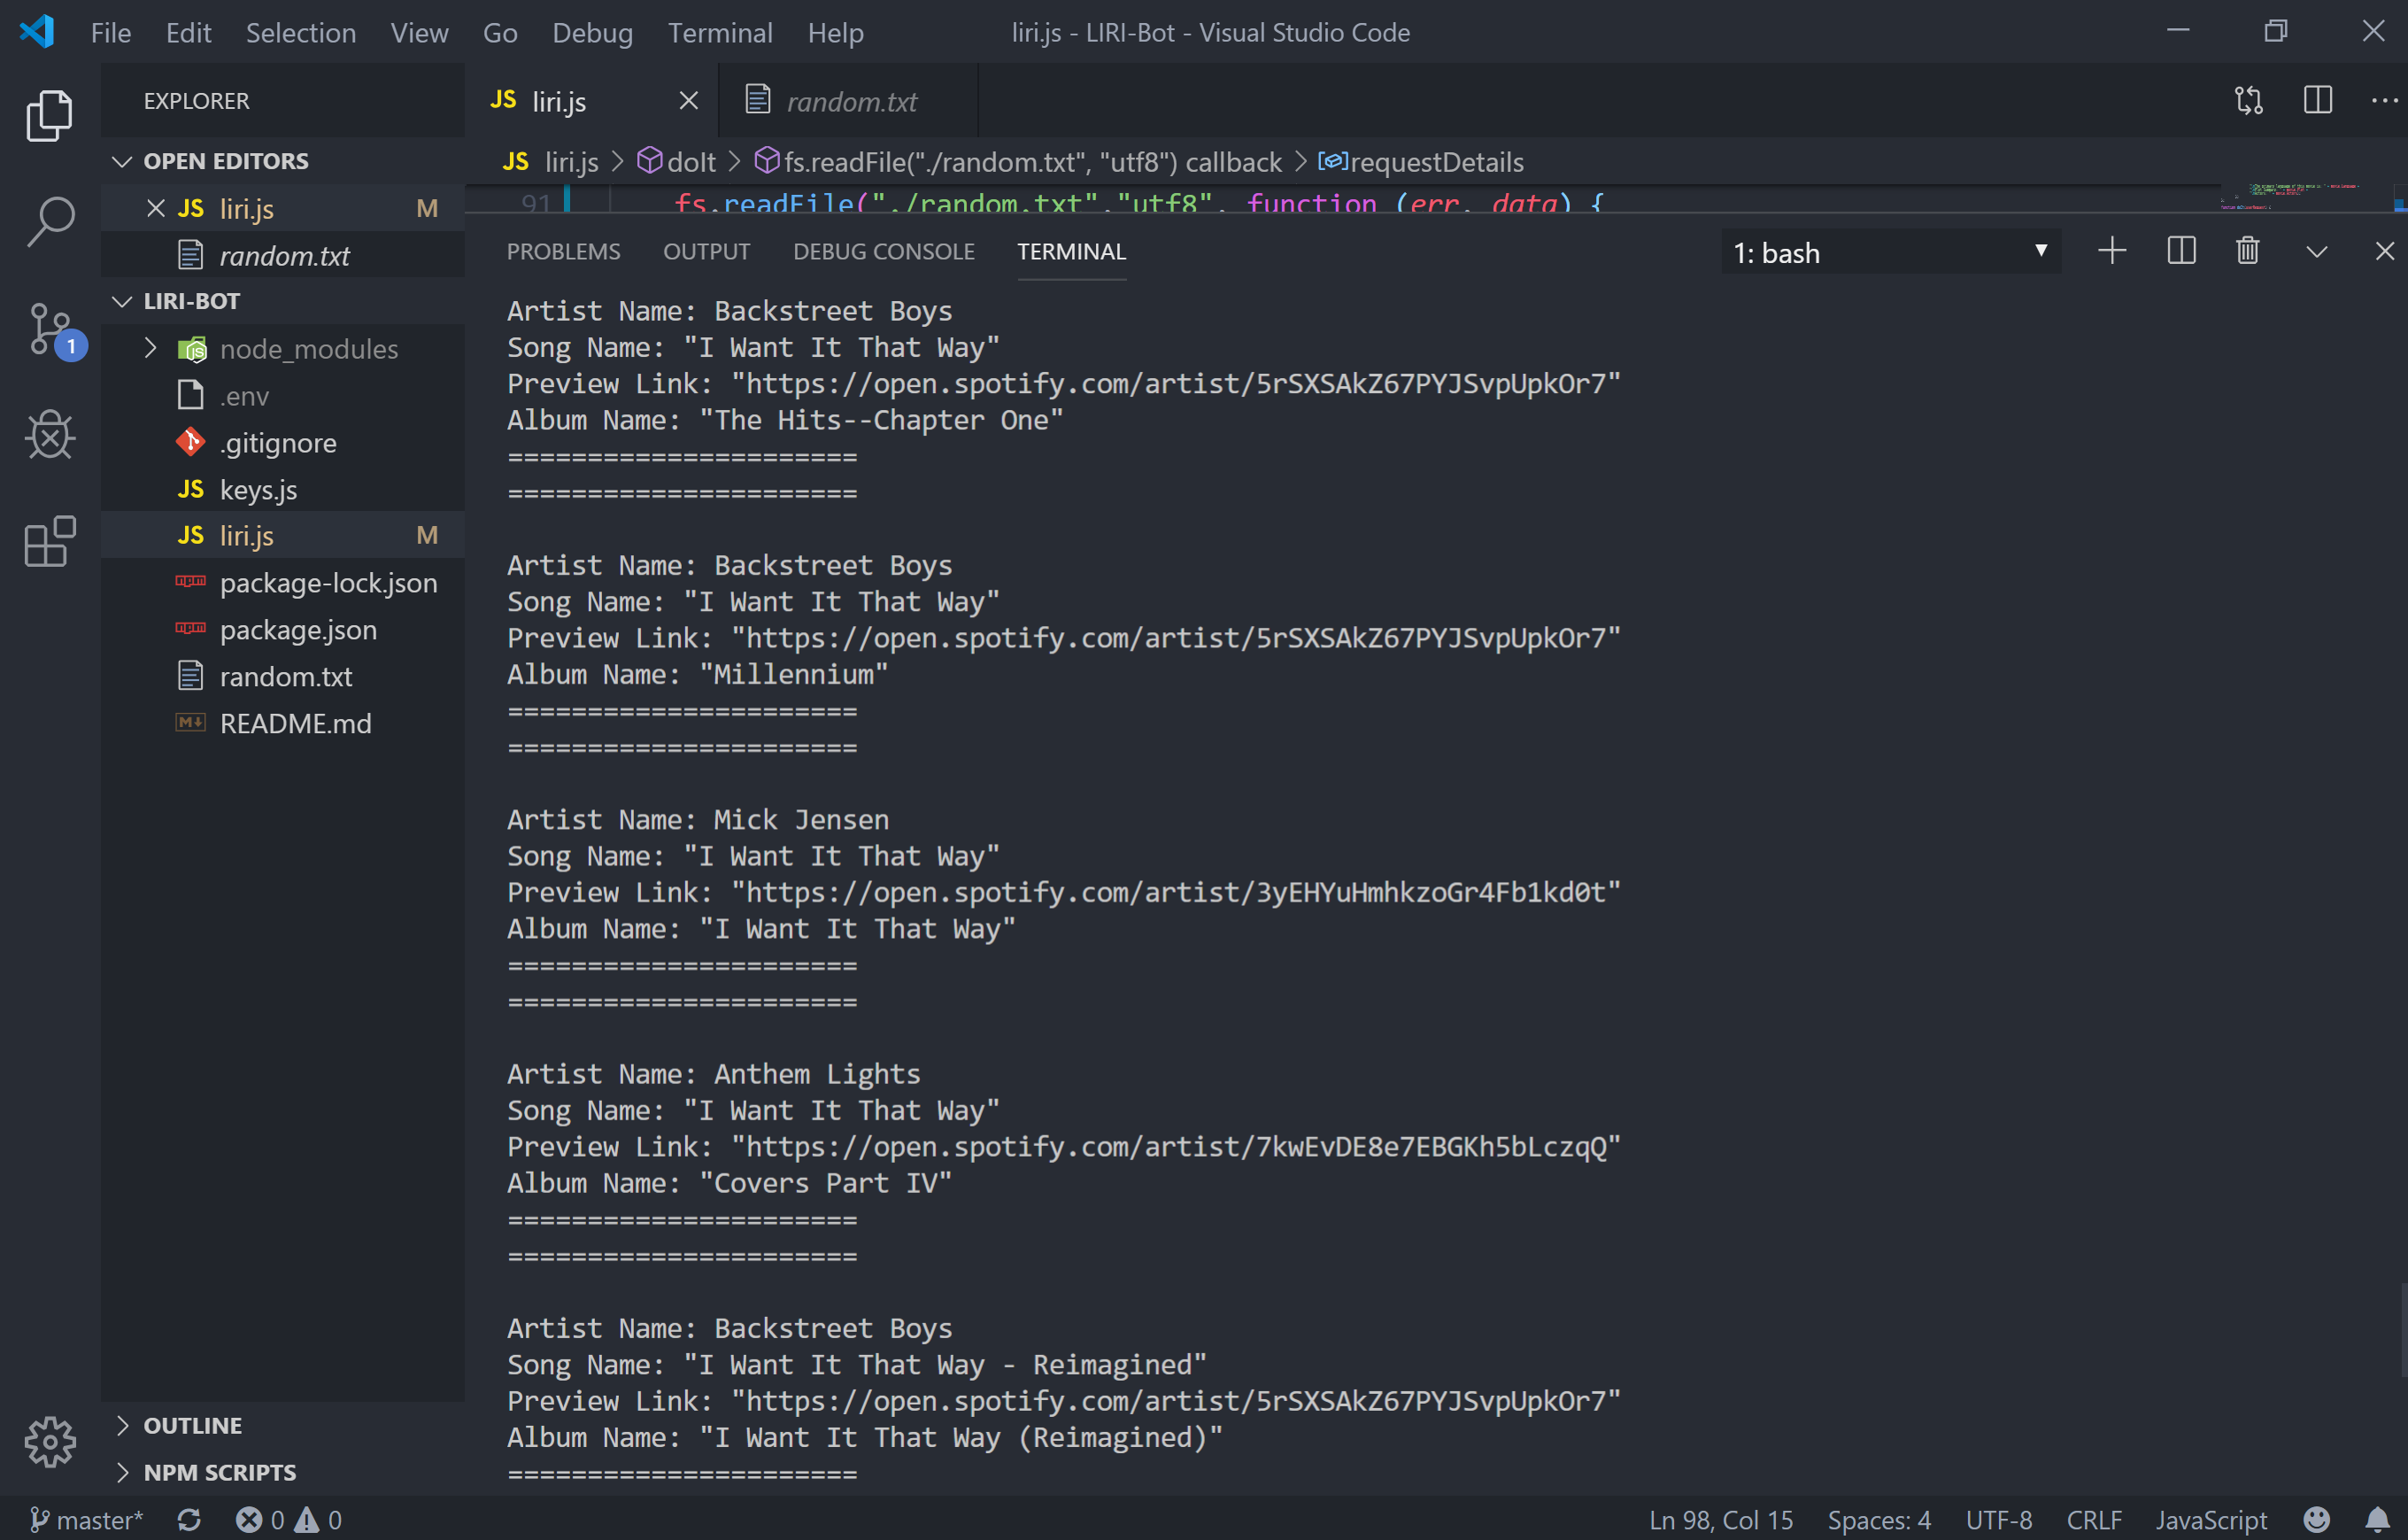 File Edit Selection View Go Debug Terminal Help liri.js - LIRI-Bot - Visual Studio Code
EXPLORER
JS liri.js random.txt
OPEN EDITORS
JS liri.js > doIt > fs.readFile("./random.txt", "utf8") callback > requestDetails
JS liri.js M
91 fs.readFile("./random.txt","utf8", function (err, data) {
random.txt
PROBLEMS OUTPUT DEBUG CONSOLE TERMINAL 1: bash
LIRI-BOT
node_modules
.env
.gitignore
JS keys.js
JS liri.js M
package-lock.json
package.json
random.txt
README.md
1
Artist Name: Backstreet Boys
Song Name: "I Want It That Way"
Preview Link: "https://open.spotify.com/artist/5rSXSAkZ67PYJSvpUpkOr7"
Album Name: "The Hits--Chapter One"
======================
======================
Artist Name: Backstreet Boys
Song Name: "I Want It That Way"
Preview Link: "https://open.spotify.com/artist/5rSXSAkZ67PYJSvpUpkOr7"
Album Name: "Millennium"
======================
======================
Artist Name: Mick Jensen
Song Name: "I Want It That Way"
Preview Link: "https://open.spotify.com/artist/3yEHYuHmhkzoGr4Fb1kd0t"
Album Name: "I Want It That Way"
======================
======================
Artist Name: Anthem Lights
Song Name: "I Want It That Way"
Preview Link: "https://open.spotify.com/artist/7kwEvDE8e7EBGKh5bLczqQ"
Album Name: "Covers Part IV"
======================
======================
Artist Name: Backstreet Boys
Song Name: "I Want It That Way - Reimagined"
Preview Link: "https://open.spotify.com/artist/5rSXSAkZ67PYJSvpUpkOr7"
Album Name: "I Want It That Way (Reimagined)"
======================
OUTLINE
NPM SCRIPTS
master* 0 0 Ln 98, Col 15 Spaces: 4 UTF-8 CRLF JavaScript